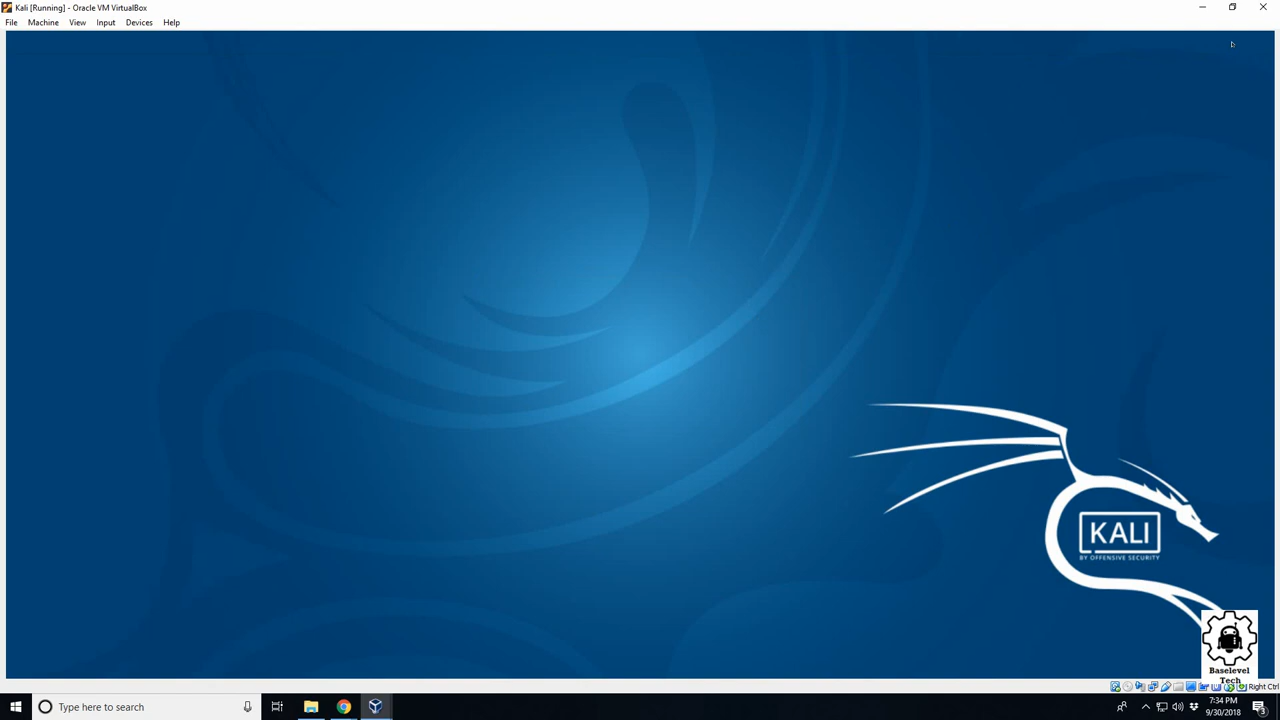 Kali [Running] - Oracle VM VirtualBox
File Machine View Input Devices Help
KALI
BY OFFENSIVE SECURITY
Baselevel
Tech
Right Ctrl
Type here to search
7:34 PM
9/30/2018
3